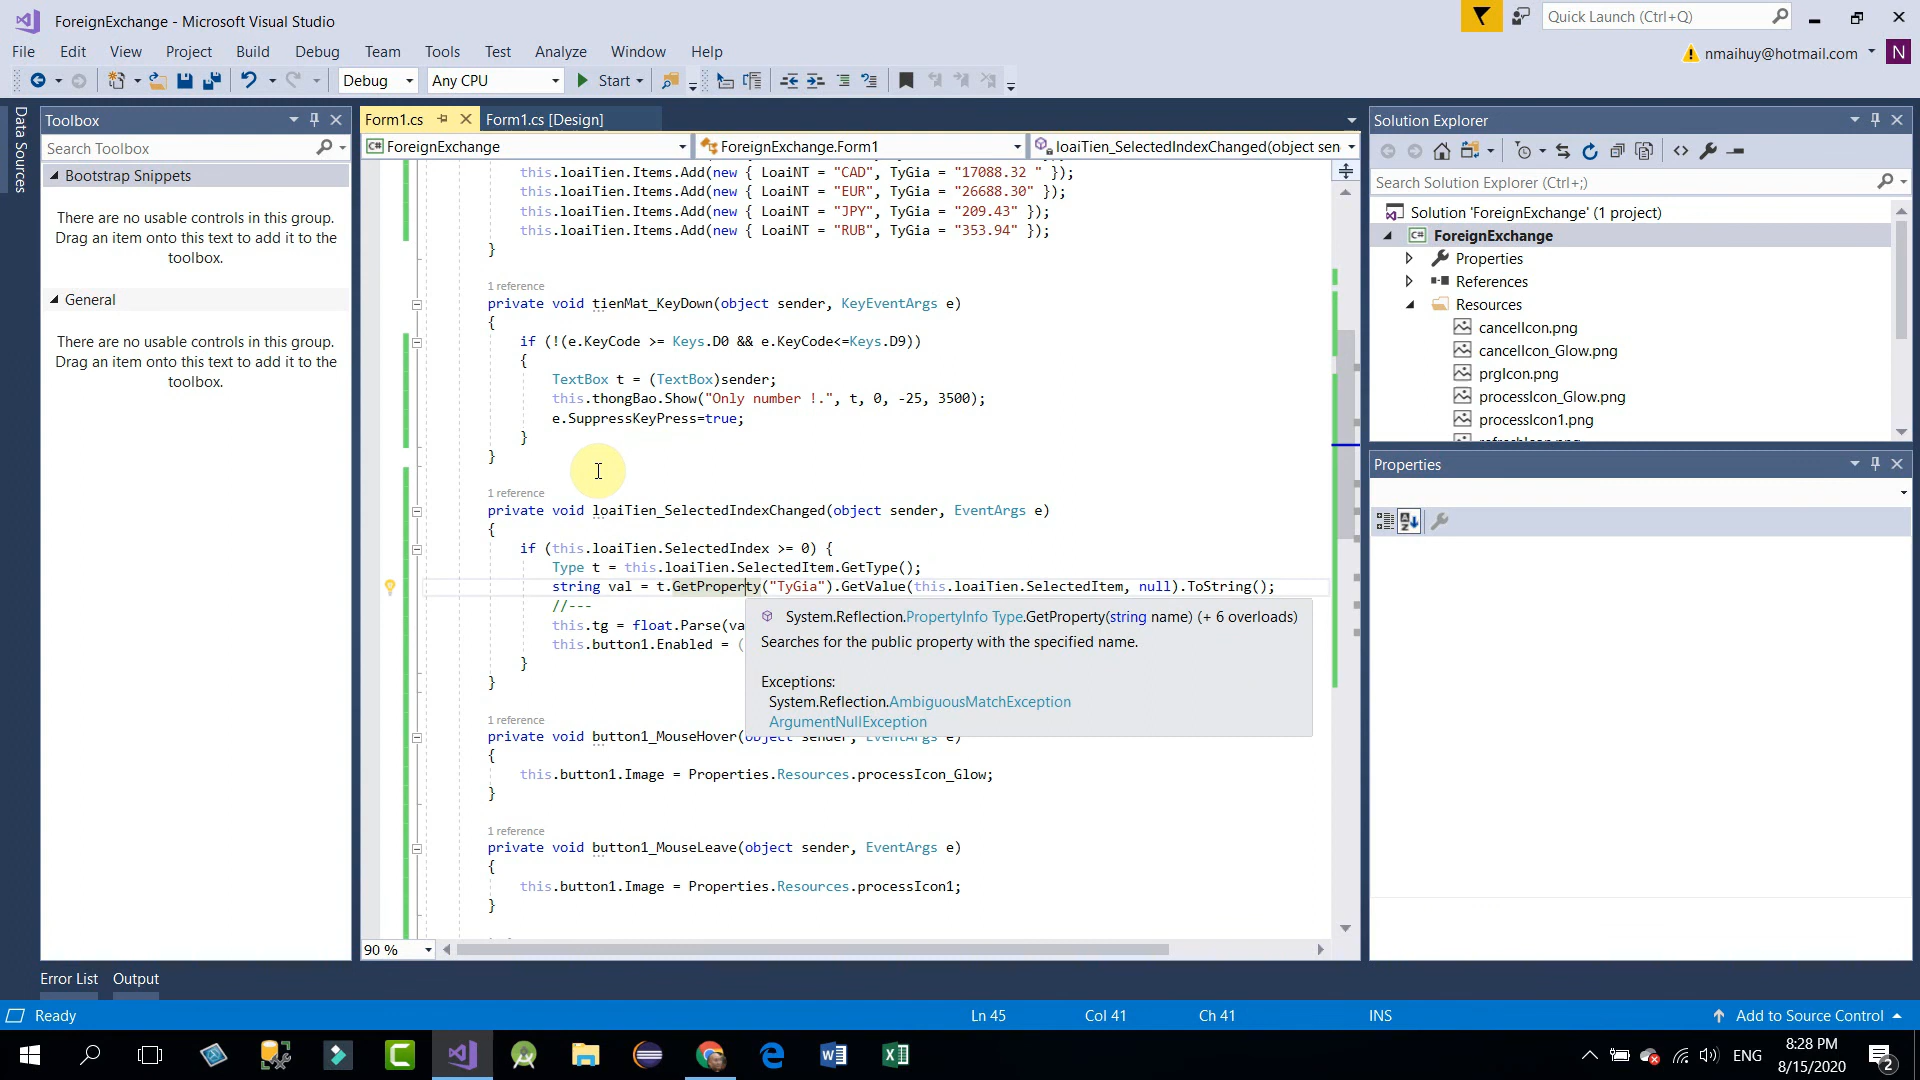 ForeignExchange - Microsoft Visual Studio
Quick Launch (Ctrl+Q)
File Edit View Project Build Debug Team Tools Test Analyze Window Help
nmaihuy@hotmail.com N
Debug Any CPU Start
Data Sources
Toolbox
Search Toolbox
Bootstrap Snippets
There are no usable controls in this group.
Drag an item onto this text to add it to the
toolbox.
General
There are no usable controls in this group.
Drag an item onto this text to add it to the
toolbox.
Form1.cs Form1.cs [Design]
C# ForeignExchange ForeignExchange.Form1 loaiTien_SelectedIndexChanged(object sen
this.loaiTien.Items.Add(new { LoaiNT = "CAD", TyGia = "17088.32 " });
this.loaiTien.Items.Add(new { LoaiNT = "EUR", TyGia = "26688.30" });
this.loaiTien.Items.Add(new { LoaiNT = "JPY", TyGia = "209.43" });
this.loaiTien.Items.Add(new { LoaiNT = "RUB", TyGia = "353.94" });
}
1 reference
private void tienMat_KeyDown(object sender, KeyEventArgs e)
{
if (!(e.KeyCode >= Keys.D0 && e.KeyCode<=Keys.D9))
{
TextBox t = (TextBox)sender;
this.thongBao.Show("Only number !.", t, 0, -25, 3500);
e.SuppressKeyPress=true;
}
}
1 reference
private void loaiTien_SelectedIndexChanged(object sender, EventArgs e)
{
if (this.loaiTien.SelectedIndex >= 0) {
Type t = this.loaiTien.SelectedItem.GetType();
string val = t.GetProperty("TyGia").GetValue(this.loaiTien.SelectedItem, null).ToString();
//---
this.tg = float.Parse(va
this.button1.Enabled = (
}
}
System.Reflection.PropertyInfo Type.GetProperty(string name) (+ 6 overloads)
Searches for the public property with the specified name.
Exceptions:
System.Reflection.AmbiguousMatchException
ArgumentNullException
1 reference
private void button1_MouseHover(object sender, EventArgs e)
{
this.button1.Image = Properties.Resources.processIcon_Glow;
}
1 reference
private void button1_MouseLeave(object sender, EventArgs e)
{
this.button1.Image = Properties.Resources.processIcon1;
}
90 %
Solution Explorer
Search Solution Explorer (Ctrl+;)
Solution 'ForeignExchange' (1 project)
C# ForeignExchange
Properties
References
Resources
cancelIcon.png
cancelIcon_Glow.png
prgIcon.png
processIcon_Glow.png
processIcon1.png
Properties
Error List Output
Ready Ln 45 Col 41 Ch 41 INS Add to Source Control
ENG 8:28 PM
8/15/2020
2